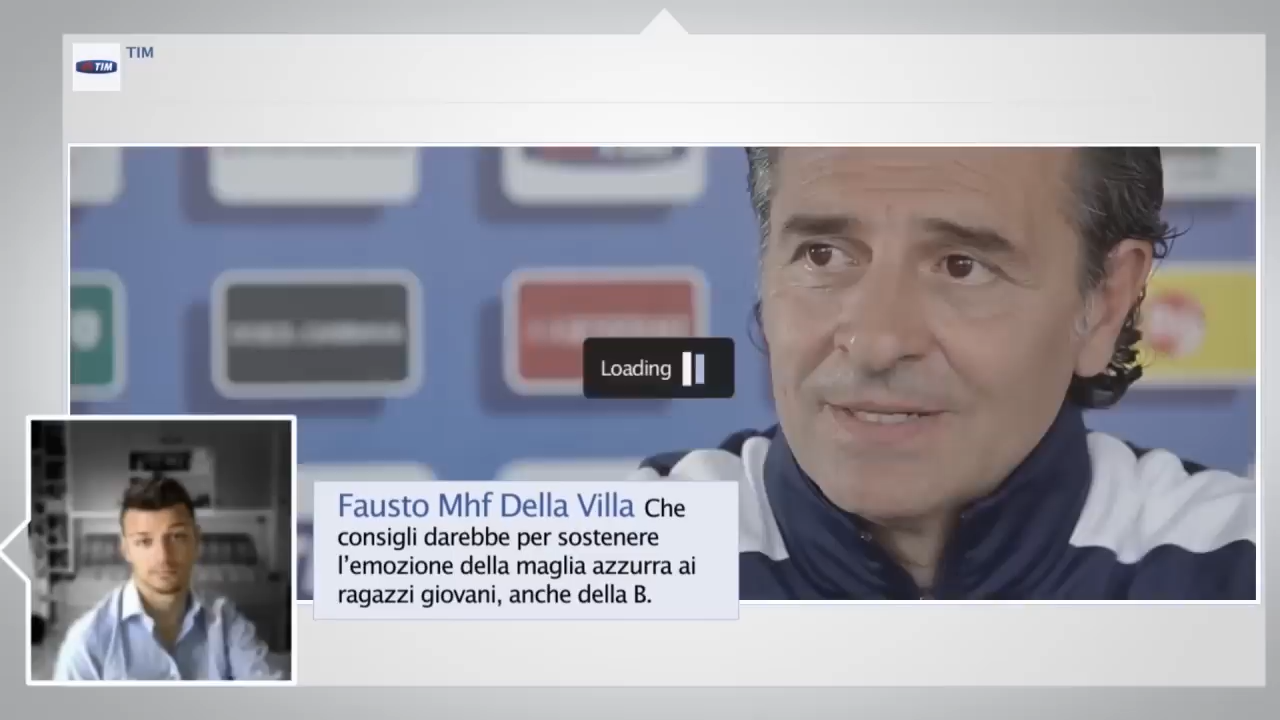 TIM
TIM
Loading
Fausto Mhf Della Villa Che
consigli darebbe per sostenere
l'emozione della maglia azzurra ai
ragazzi giovani, anche della B.